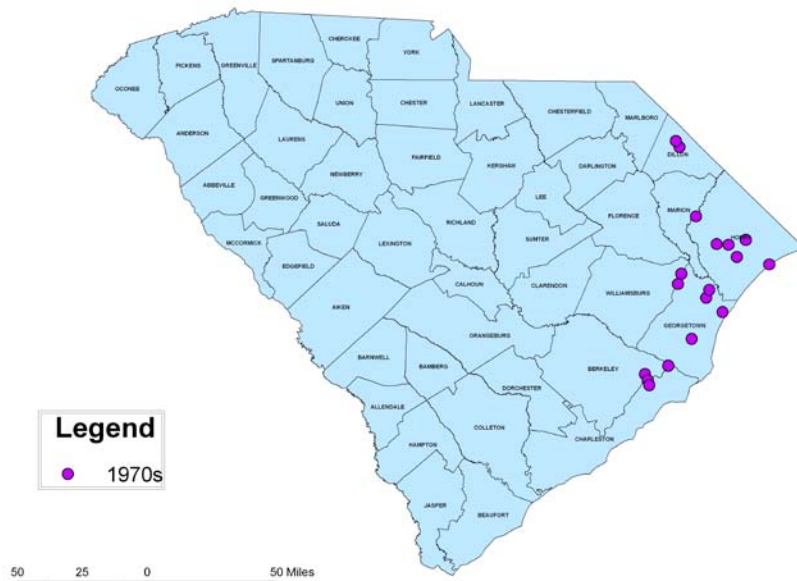 CHEROKEE
YORK
SPARTANBURG
PICKENS
GREENVILLE
OCONEE
UNION
CHESTER
LANCASTER
CHESTERFIELD
MARLBORO
ANDERSON
LAURENS
DILLON
FAIRFIELD
KERSHAW
DARLINGTON
NEWBERRY
ABBEVILLE
GREENWOOD
LEE
MARION
FLORENCE
SALUDA
RICHLAND
MCCORMICK
LEXINGTON
SUMTER
EDGEFIELD
CALHOUN
CLARENDON
WILLIAMSBURG
AIKEN
GEORGETOWN
ORANGEBURG
BARNWELL
BAMBERG
BERKELEY
DORCHESTER
ALLENDALE
COLLETON
CHARLESTON
HAMPTON
JASPER
BEAUFORT
Legend
1970s
50 25 0 50 Miles